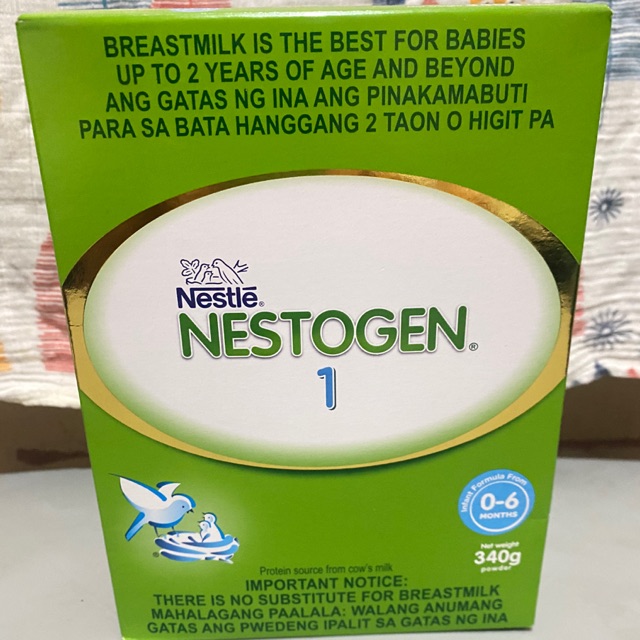 BREASTMILK IS THE BEST FOR BABIES
UP TO 2 YEARS OF AGE AND BEYOND
ANG GATAS NG INA ANG PINAKAMABUTI
PARA SA BATA HANGGANG 2 TAON O HIGIT PA
Nestlé®
NESTOGEN®
1
Infant Formula From
0-6
MONTHS
Net weight
340g
powder
Protein source from cow's milk
IMPORTANT NOTICE:
THERE IS NO SUBSTITUTE FOR BREASTMILK
MAHALAGANG PAALALA: WALANG ANUMANG
GATAS ANG PWEDENG IPALIT SA GATAS NG INA